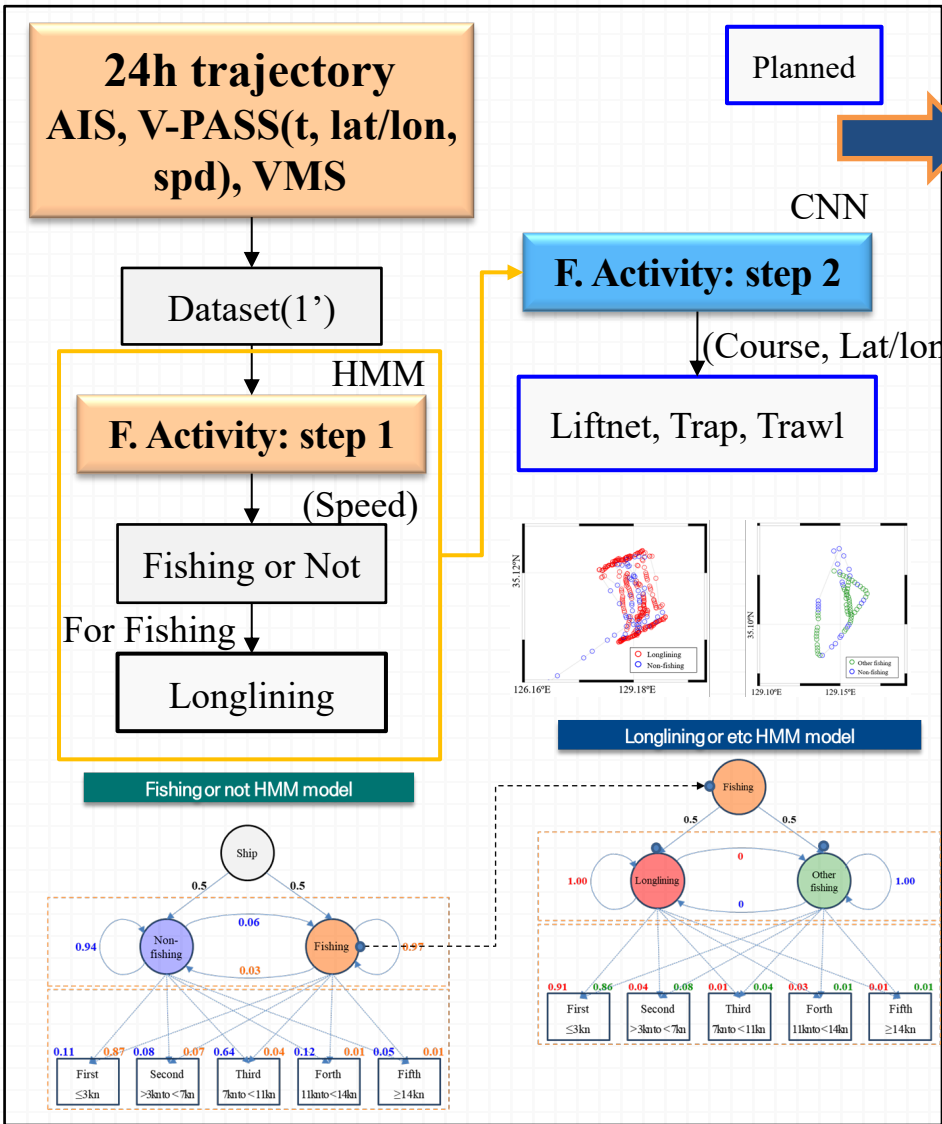 24h trajectory
AIS, V-PASS(t, lat/lon,
spd), VMS
Planned
CNN
F. Activity: step 2
Dataset(1’)
(Course, Lat/lon
HMM
F. Activity: step 1
Liftnet, Trap, Trawl
(Speed)
Fishing or Not
For Fishing
Longlining
35.12°N
Longlining
Non-fishing
126.16°E
129.18°E
35.10°N
Other fishing
Non-fishing
129.10°E
129.15°E
Longlining or etc HMM model
Fishing
0.5
0.5
0
Longlining
Other
fishing
1.00
1.00
0
0.91
0.86
0.04
0.08
0.01
0.04
0.03
0.01
0.01
0.01
First
≤3kn
Second
>3knto <7kn
Third
7knto <11kn
Forth
11knto <14kn
Fifth
≥14kn
Fishing or not HMM model
Ship
0.5
0.5
0.06
0.94
Non-
fishing
Fishing
0.97
0.03
0.11
0.87
0.08
0.07
0.64
0.04
0.12
0.01
0.05
0.01
First
≤3kn
Second
>3knto <7kn
Third
7knto <11kn
Forth
11knto <14kn
Fifth
≥14kn